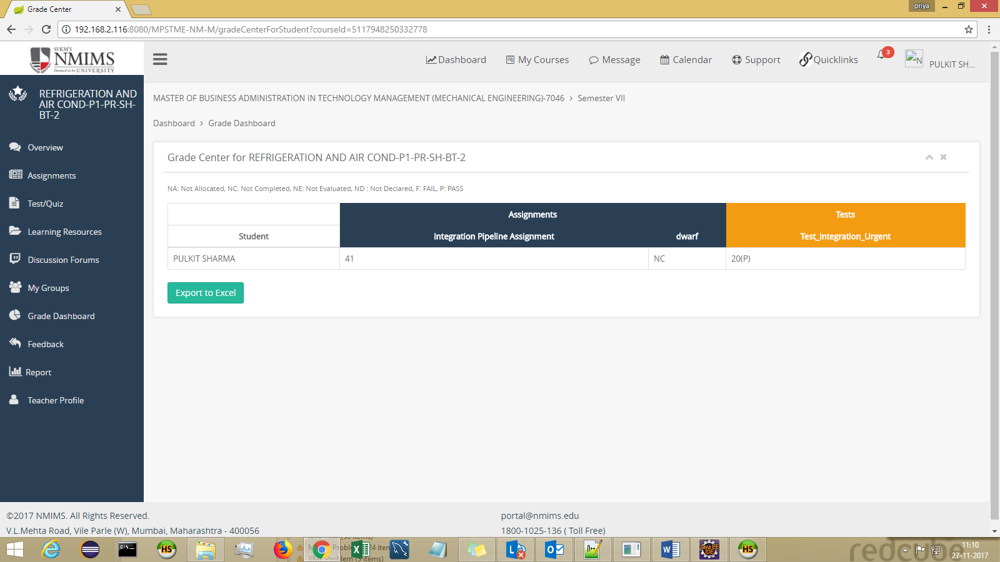 Grade Center
priya
192.168.2.116:8080/MPSTME-NM-M/gradeCenterForStudent?courseId=5117948250332778
SVKM'S
NMIMS
Deemed to be UNIVERSITY
Dashboard
My Courses
Message
Calendar
Support
Quicklinks
3
N
PULKIT SH...
REFRIGERATION AND
AIR COND-P1-PR-SH-
BT-2
Overview
Assignments
Test/Quiz
Learning Resources
Discussion Forums
My Groups
Grade Dashboard
Feedback
Report
Teacher Profile
MASTER OF BUSINESS ADMINISTRATION IN TECHNOLOGY MANAGEMENT (MECHANICAL ENGINEERING)-7046 > Semester VII
Dashboard > Grade Dashboard
Grade Center for REFRIGERATION AND AIR COND-P1-PR-SH-BT-2
NA: Not Allocated, NC: Not Completed, NE: Not Evaluated, ND : Not Declared, F: FAIL, P: PASS
Assignments Tests
Student Integration Pipeline Assignment dwarf Test_Integration_Urgent
PULKIT SHARMA 41 NC 20(P)
Export to Excel
©2017 NMIMS. All Rights Reserved.
V.L.Mehta Road, Vile Parle (W), Mumbai, Maharashtra - 400056
portal@nmims.edu
1800-1025-136 ( Toll Free)
C:\_
HS
Java EE
IDE
HS
redcube
11:10
27-11-2017